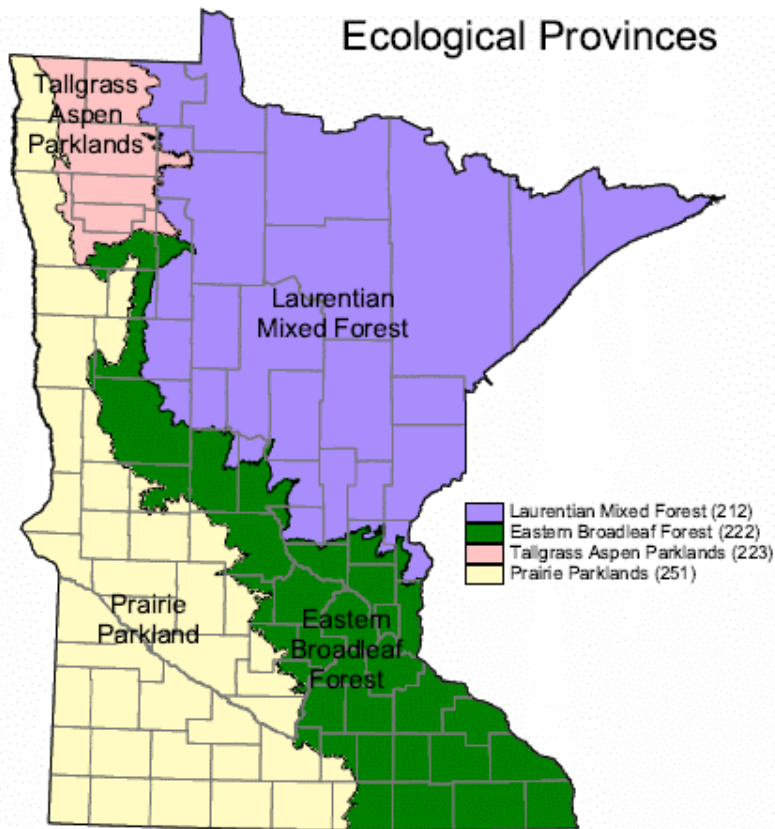 Ecological Provinces
Tallgrass
Aspen
Parklands
Laurentian
Mixed Forest
Laurentian Mixed Forest (212)
Eastern Broadleaf Forest (222)
Tallgrass Aspen Parklands (223)
Prairie Parklands (251)
Prairie
Parkland
Eastern
Broadleaf
Forest